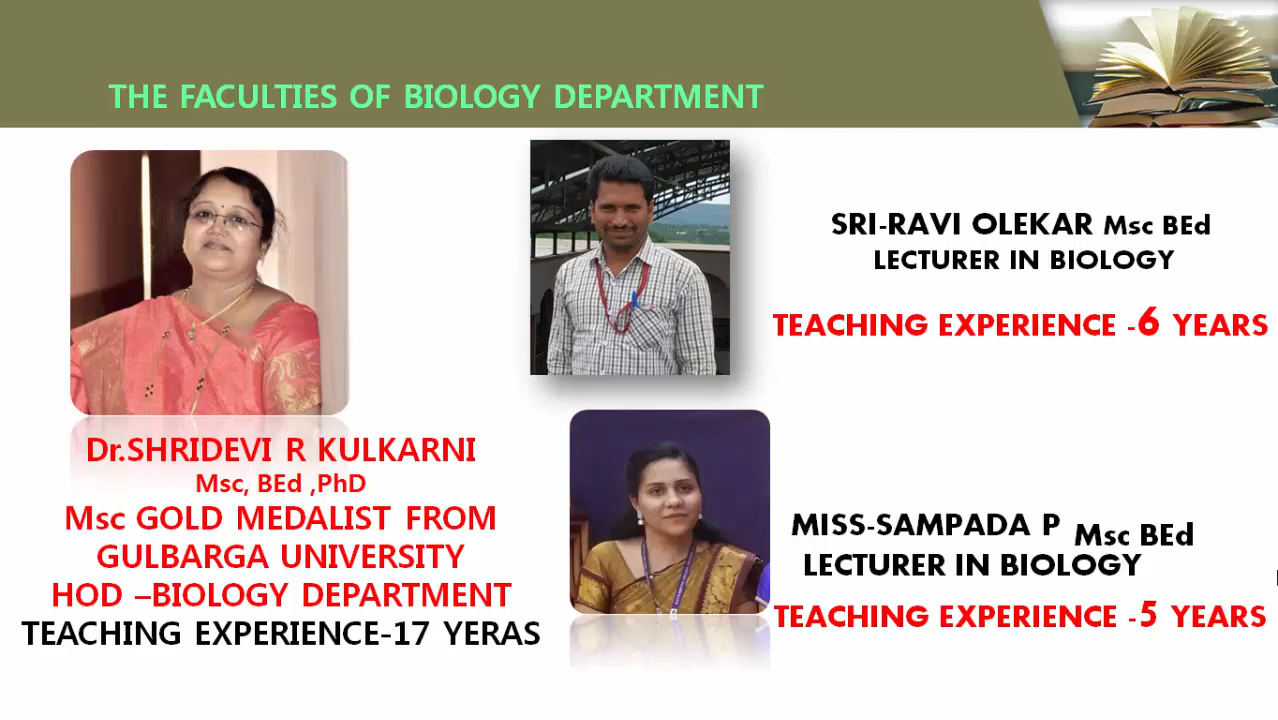 THE FACULTIES OF BIOLOGY DEPARTMENT
Dr.SHRIDEVI R KULKARNI
Msc, BEd ,PhD
Msc GOLD MEDALIST FROM
GULBARGA UNIVERSITY
HOD –BIOLOGY DEPARTMENT
TEACHING EXPERIENCE-17 YERAS
SRI-RAVI OLEKAR Msc BEd
LECTURER IN BIOLOGY
TEACHING EXPERIENCE -6 YEARS
MISS-SAMPADA P Msc BEd
LECTURER IN BIOLOGY
TEACHING EXPERIENCE -5 YEARS